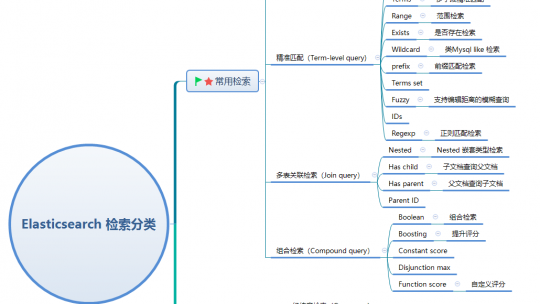 Range 范围检索
Exists 是否存在检索
Wildcard 类Mysql like 检索
精准匹配（Term-level query）
prefix 前缀匹配检索
Terms set
Fuzzy 支持编辑距离的模糊查询
IDs
Regexp 正则匹配检索
常用检索
Nested Nested 嵌套类型检索
Has child 子文档查询父文档
多表关联检索（Join query）
Has parent 父文档查询子文档
Parent ID
Elasticsearch 检索分类
Boolean 组合检索
Boosting 提升评分
组合检索（Compound query）
Constant score
Disjunction max
Function score 自定义评分